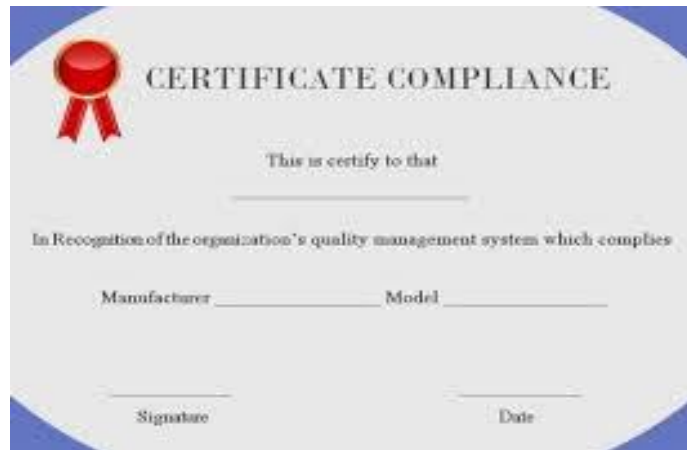 CERTIFICATE COMPLIANCE
This is certify to that
In Recognition of the organization's quality management system which complies
Manufacturer Model
Signature Date